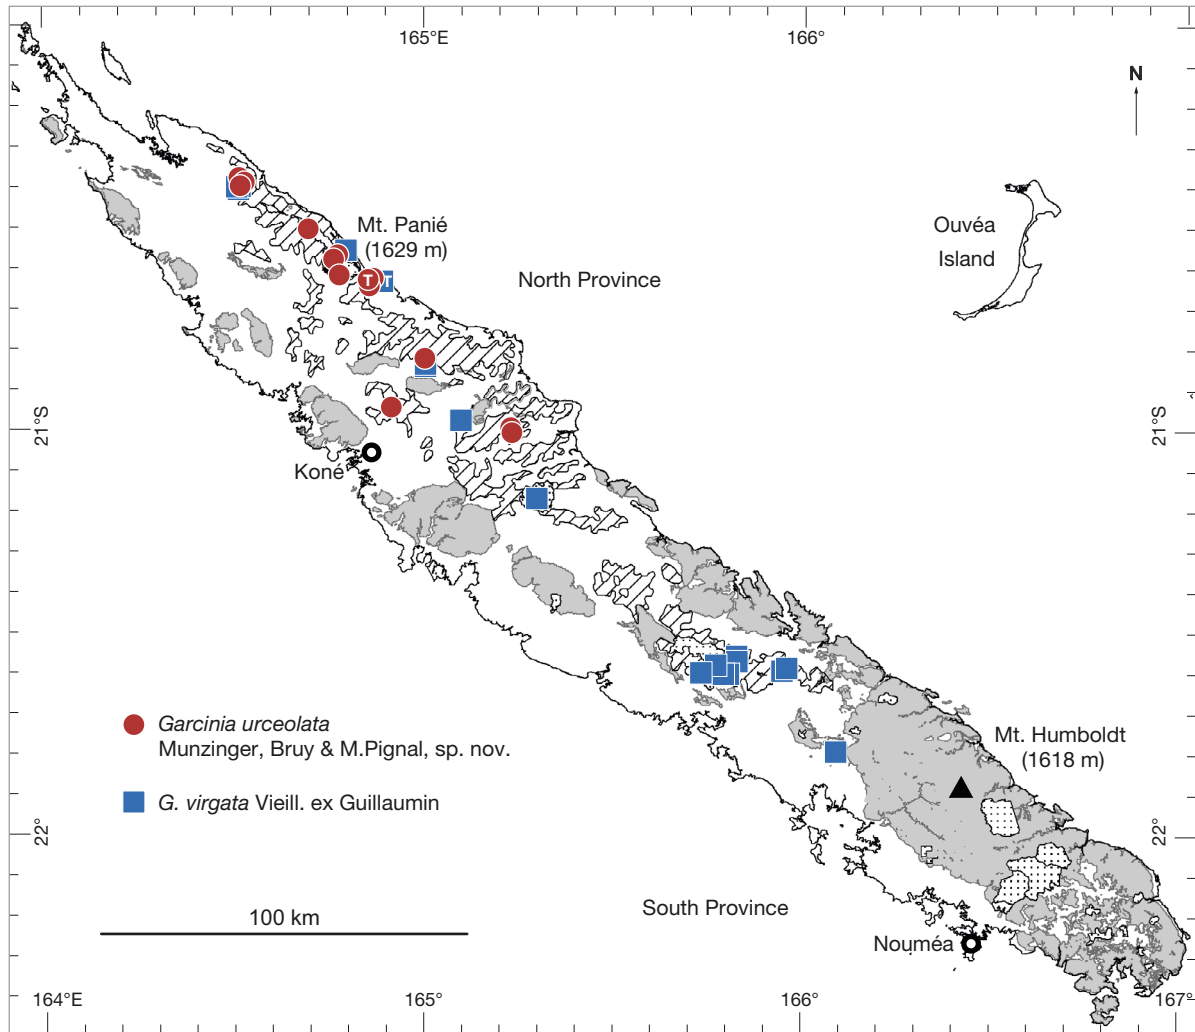 165°E
166°
N
Mt. Panié
(1629 m)
Ouvéa
Island
North Province
T
T
21°S
21°S
Koné
Garcinia urceolata
Munzinger, Bruy & M.Pignal, sp. nov.
G. virgata Vieill. ex Guillaumin
Mt. Humboldt
(1618 m)
22°
22°
100 km
South Province
Nouméa
164°E
165°
166°
167°